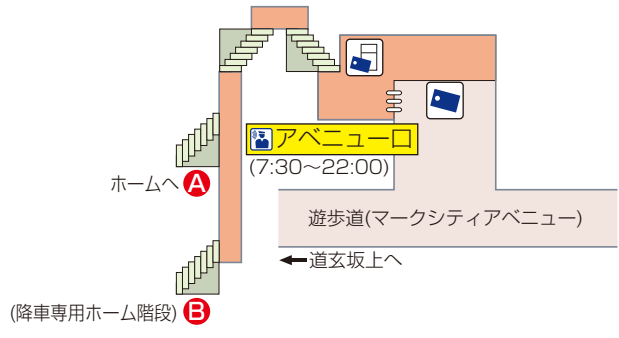 アベニュー口
(7:30〜22:00)
ホームへ A
遊歩道(マークシティアベニュー)
←道玄坂上へ
(降車専用ホーム階段) B